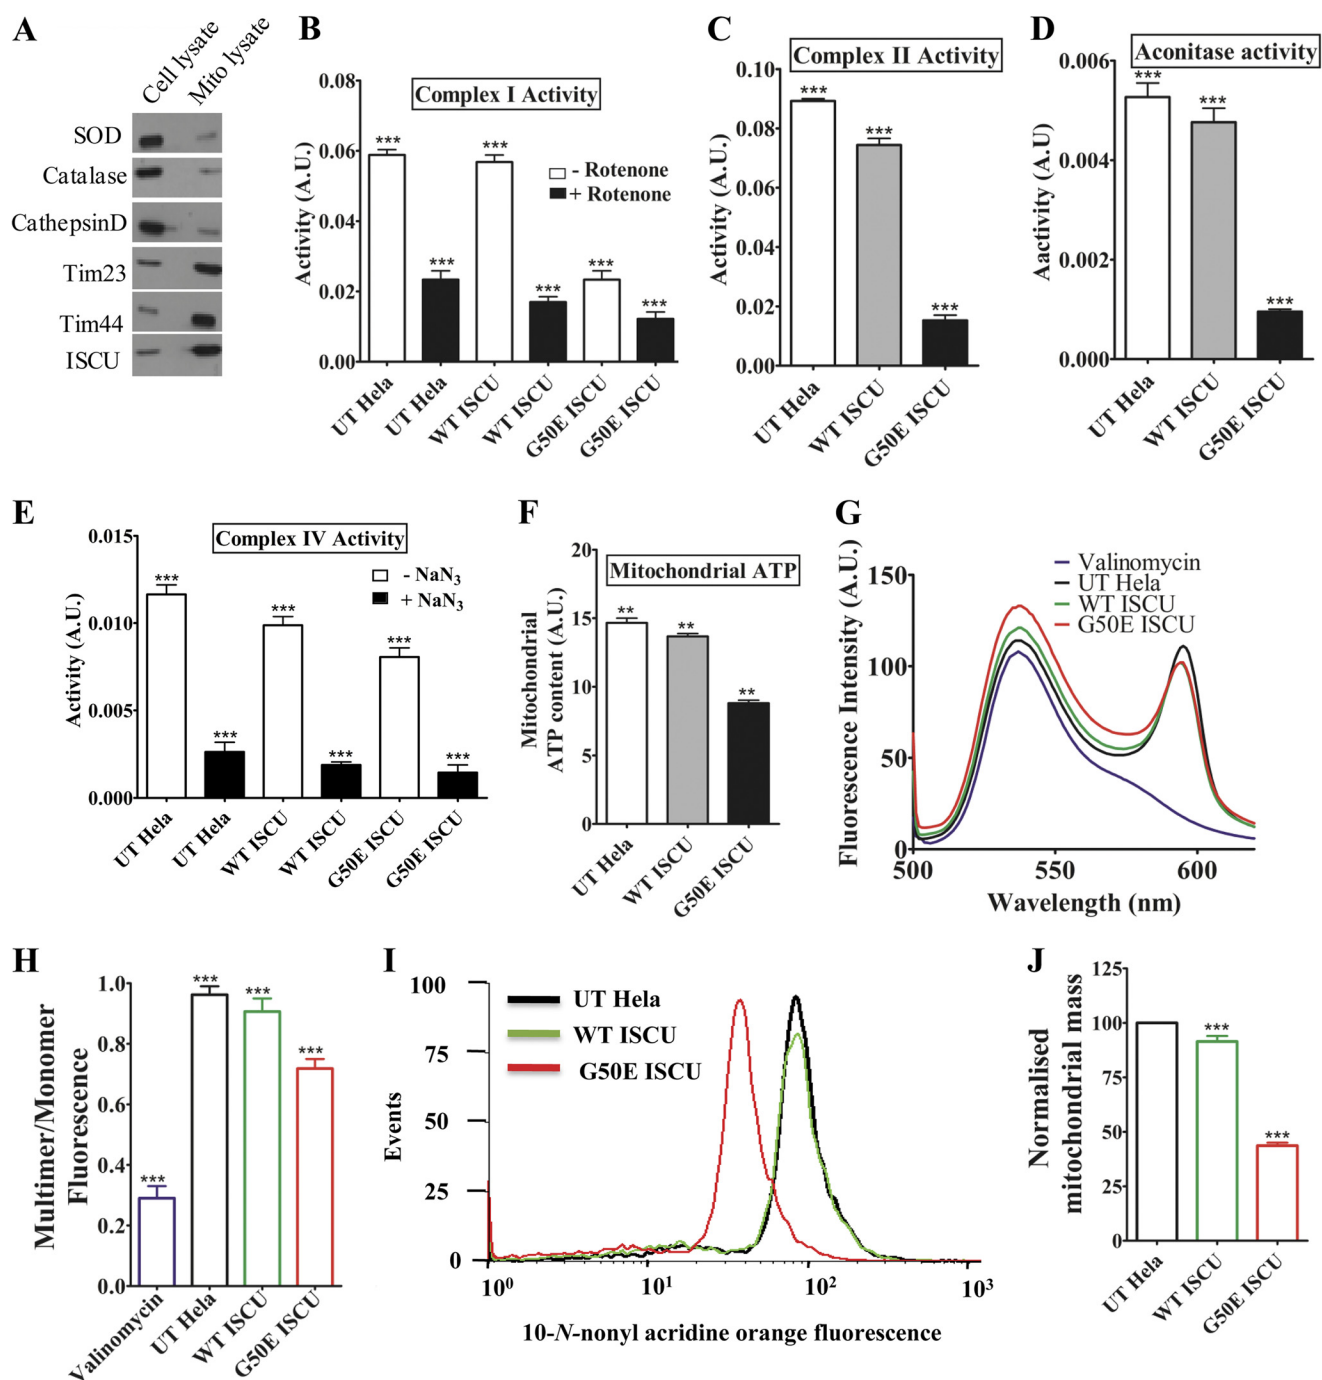 A
Cell lysate
Mito lysate
SOD
Catalase
CathepsinD
Tim23
Tim44
ISCU
B
Complex I Activity
Activity (A.U.)
0.08
0.06
0.04
0.02
0.00
***
***
***
***
***
***
- Rotenone
+ Rotenone
UT Hela
UT Hela
WT ISCU
WT ISCU
G50E ISCU
G50E ISCU
C
Complex II Activity
Activity (A.U.)
0.10
0.08
0.06
0.04
0.02
0.00
***
***
***
UT Hela
WT ISCU
G50E ISCU
D
Aconitase activity
Aactivity (A.U)
0.006
0.004
0.002
0.000
***
***
***
UT Hela
WT ISCU
G50E ISCU
E
Complex IV Activity
Activity (A.U.)
0.015
0.010
0.005
0.000
***
***
***
***
***
***
- NaN3
+ NaN3
UT Hela
UT Hela
WT ISCU
WT ISCU
G50E ISCU
G50E ISCU
F
Mitochondrial ATP
Mitochondrial
ATP content (A.U.)
20
15
10
5
0
**
**
**
UT Hela
WT ISCU
G50E ISCU
G
Fluorescence Intensity (A.U.)
150
100
50
0
Valinomycin
UT Hela
WT ISCU
G50E ISCU
500
550
600
Wavelength (nm)
H
Multimer/Monomer
Fluorescence
1.0
0.8
0.6
0.4
0.2
0.0
***
***
***
***
Valinomycin
UT Hela
WT ISCU
G50E ISCU
I
Events
100
75
50
25
0
UT Hela
WT ISCU
G50E ISCU
10⁰
10¹
10²
10³
10-N-nonyl acridine orange fluorescence
J
Normalised
mitochondrial mass
125
100
75
50
25
0
***
***
UT Hela
WT ISCU
G50E ISCU